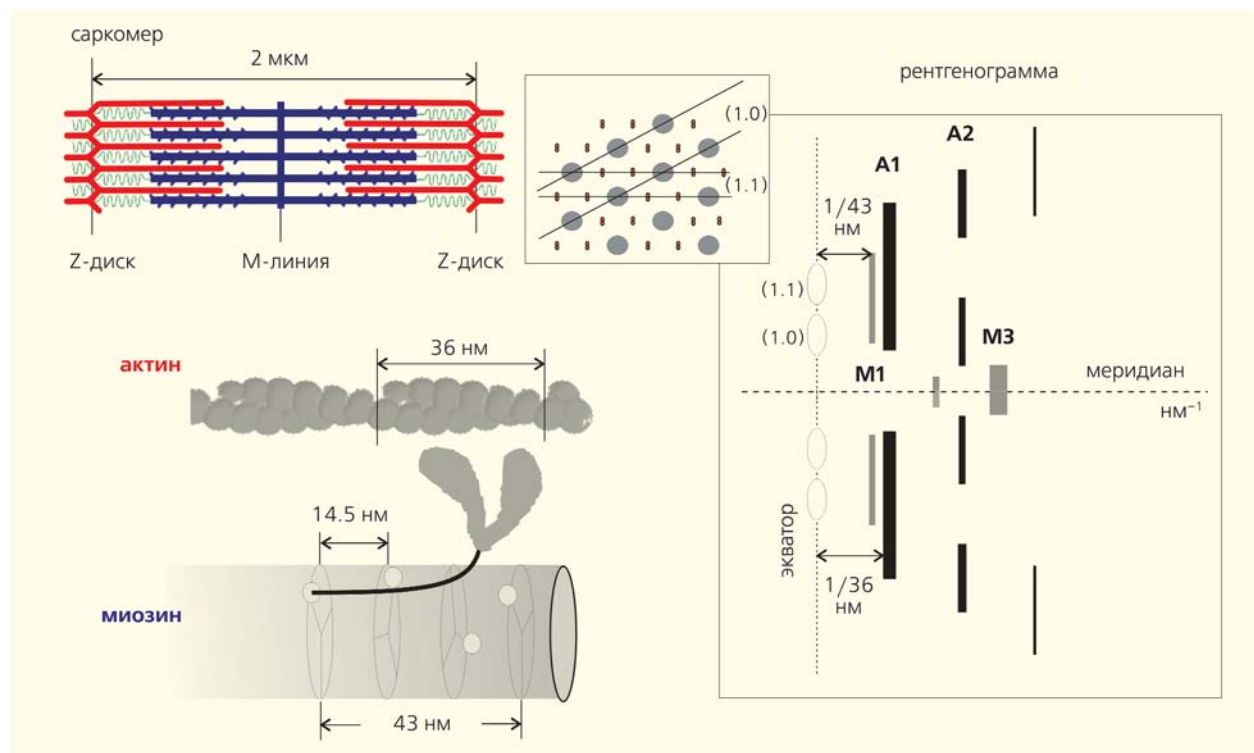 саркомер
2 мкм
Z-диск
М-линия
Z-диск
(1.0)
(1.1)
рентгенограмма
A2
A1
1/43
нм
(1.1)
(1.0)
M3
M1
меридиан
нм⁻¹
экватор
1/36
нм
актин
36 нм
14.5 нм
миозин
43 нм